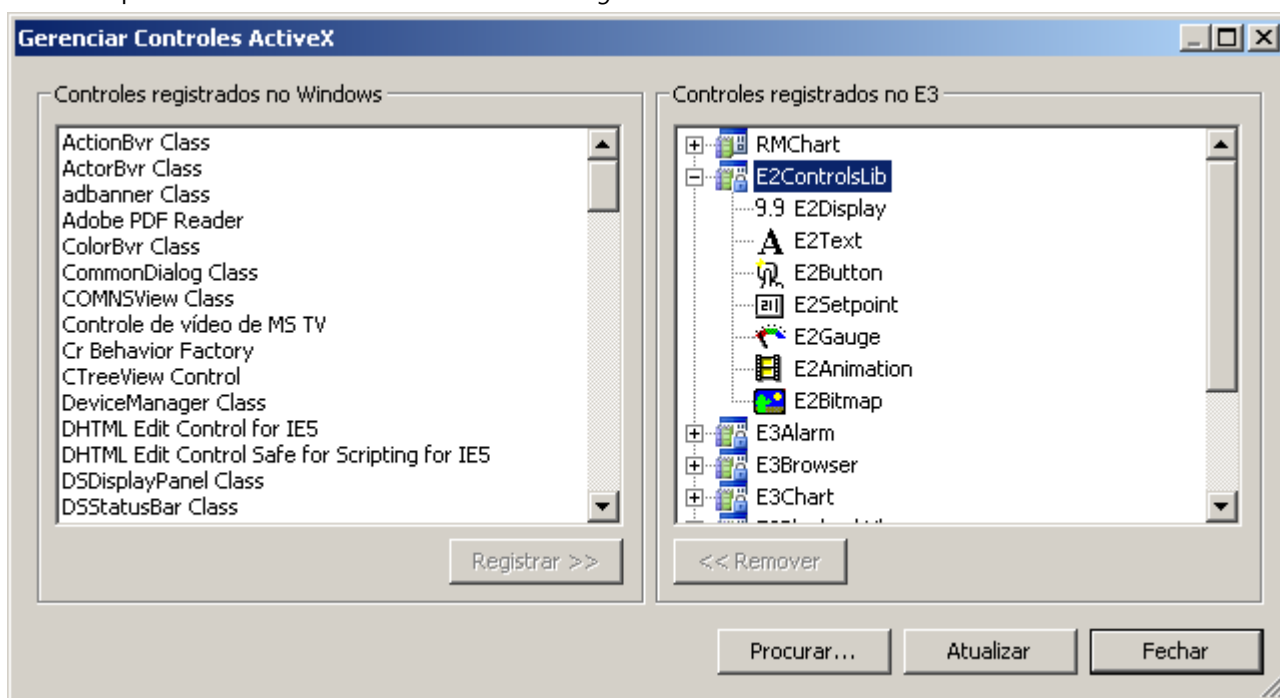 Gerenciar Controles ActiveX
Controles registrados no Windows
ActionBvr Class
ActorBvr Class
adbanner Class
Adobe PDF Reader
ColorBvr Class
CommonDialog Class
COMNSView Class
Controle de vídeo de MS TV
Cr Behavior Factory
CTreeView Control
DeviceManager Class
DHTML Edit Control for IE5
DHTML Edit Control Safe for Scripting for IE5
DSDisplayPanel Class
DSStatusBar Class
Registrar >>
Controles registrados no E3
RMChart
E2ControlsLib
9.9 E2Display
A E2Text
E2Button
E2Setpoint
E2Gauge
E2Animation
E2Bitmap
E3Alarm
E3Browser
E3Chart
<< Remover
Procurar...
Atualizar
Fechar